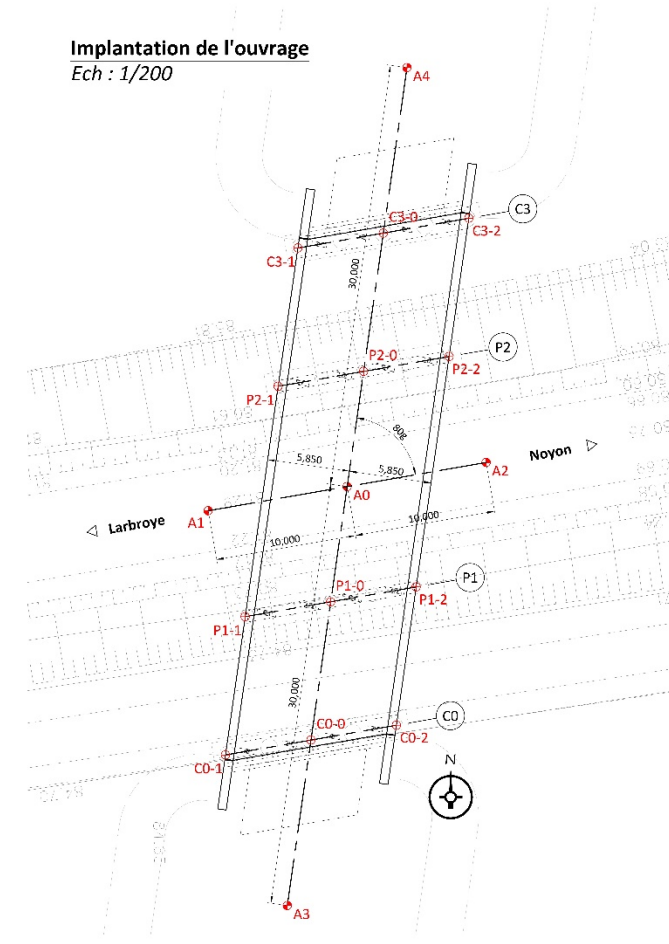 Implantation de l'ouvrage
Ech : 1/200
A4
C3
C3-0
C3-2
C3-1
30,000
P2
P2-0
P2-2
P2-1
80g
5,850
5,850
Noyon
A2
A0
A1
Larbroye
10,000
10,000
P1
P1-0
P1-2
P1-1
30,000
C0
C0-0
C0-2
C0-1
N
A3